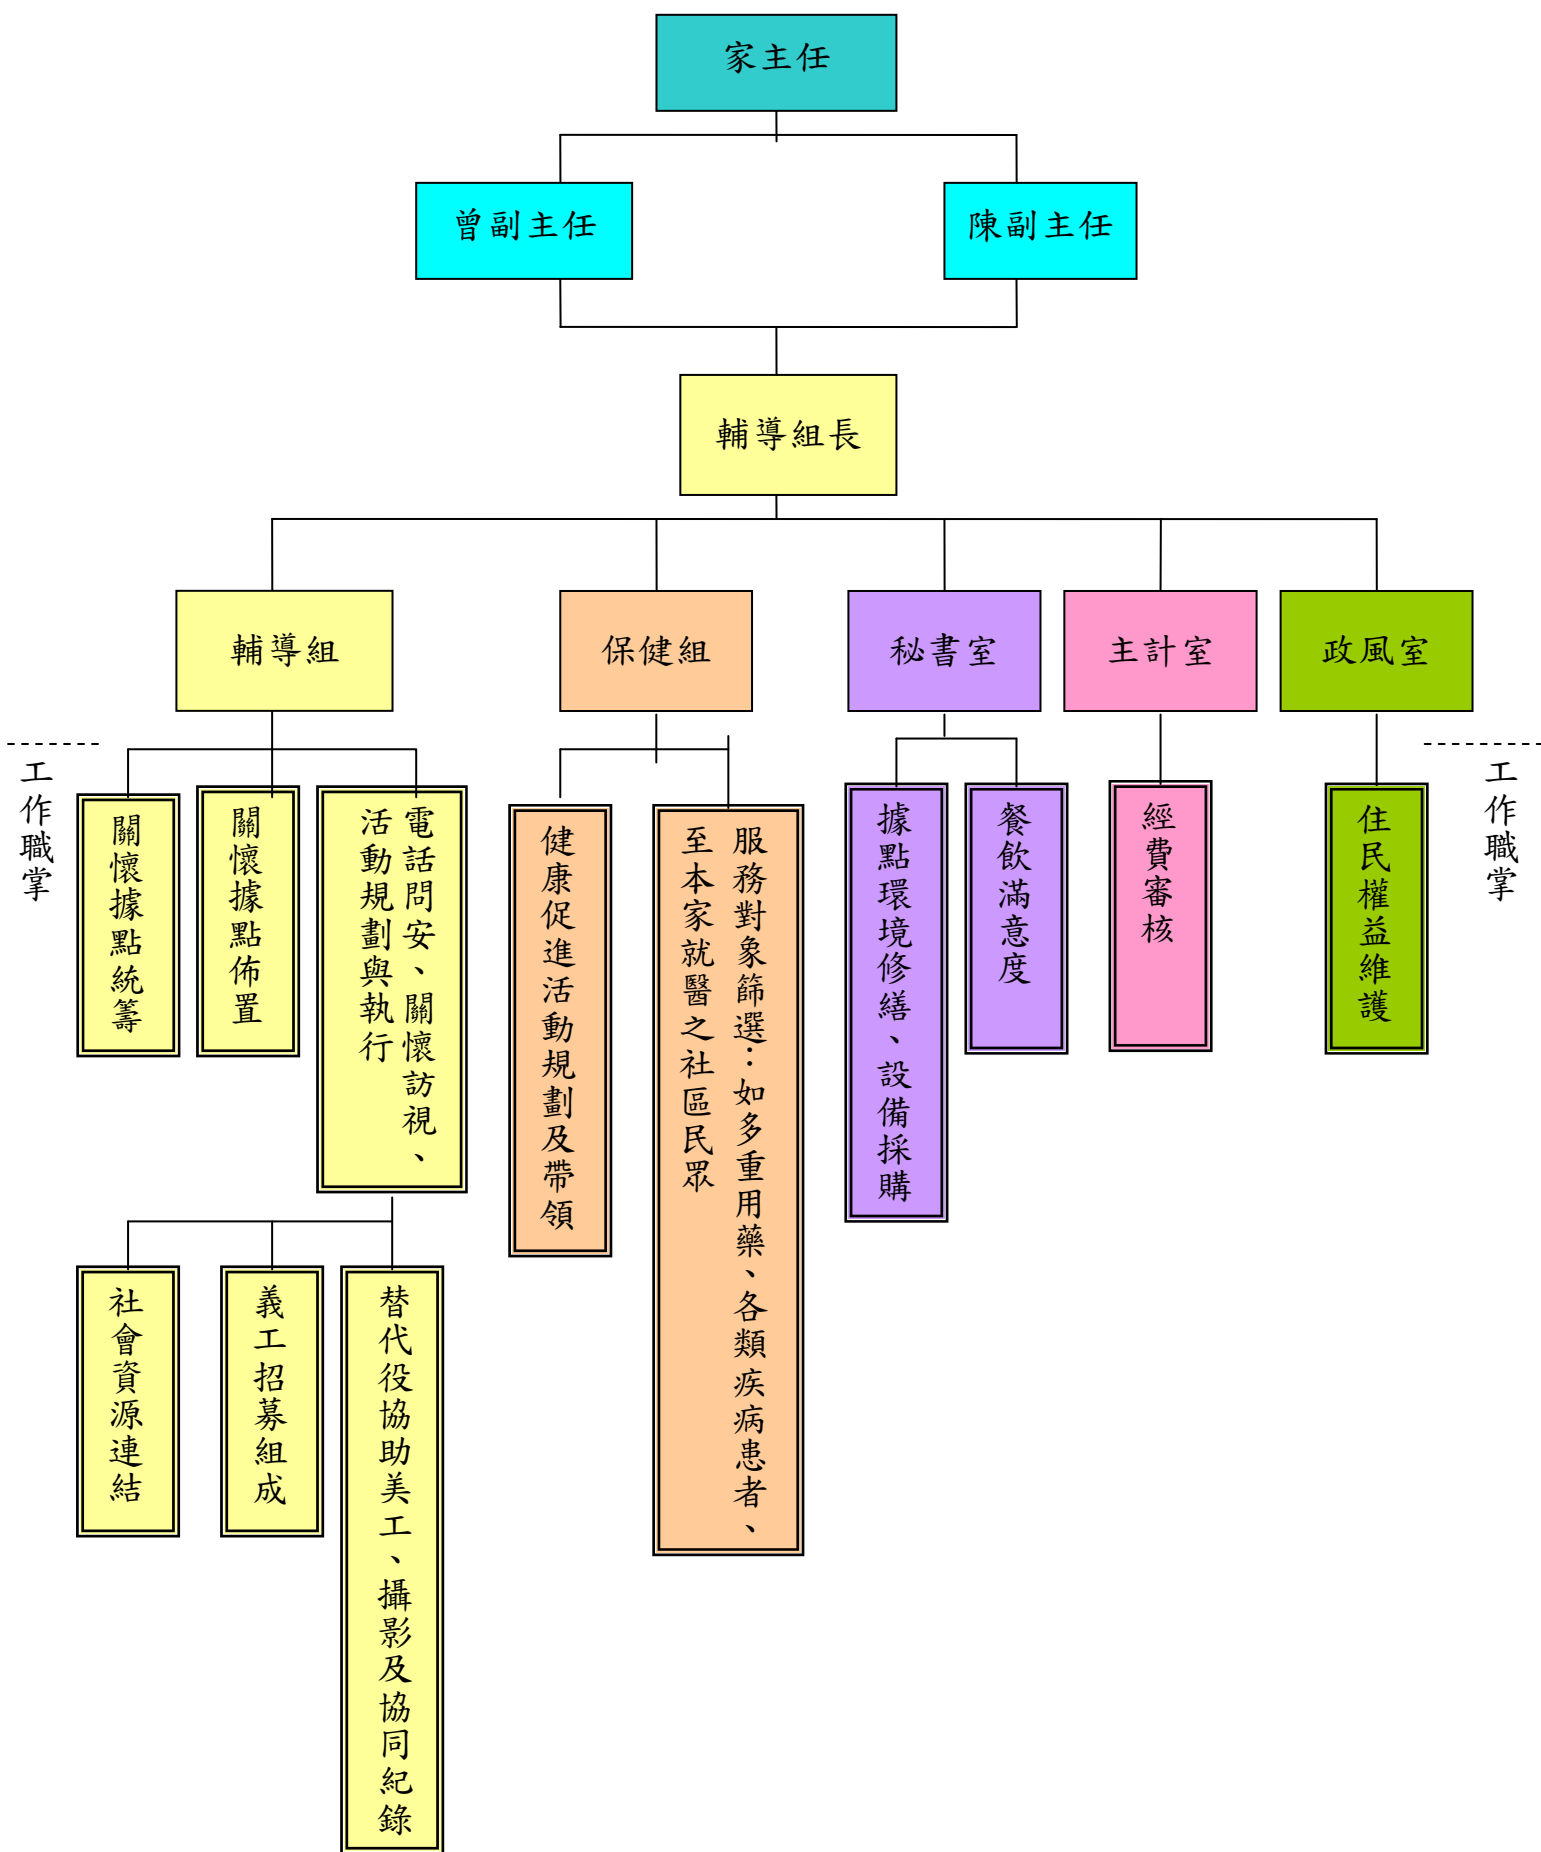 家主任
曾副主任
陳副主任
輔導組長
輔導組
保健組
秘書室
主計室
政風室
工作職掌
工作職掌
關懷據點統籌
關懷據點佈置
電話問安、關懷訪視、
活動規劃與執行
健康促進活動規劃及帶領
服務對象篩選：如多重用藥、各類疾病患者、
至本家就醫之社區民眾
據點環境修繕、設備採購
餐飲滿意度
經費審核
住民權益維護
社會資源連結
義工招募組成
替代役協助美工、攝影及協同紀錄